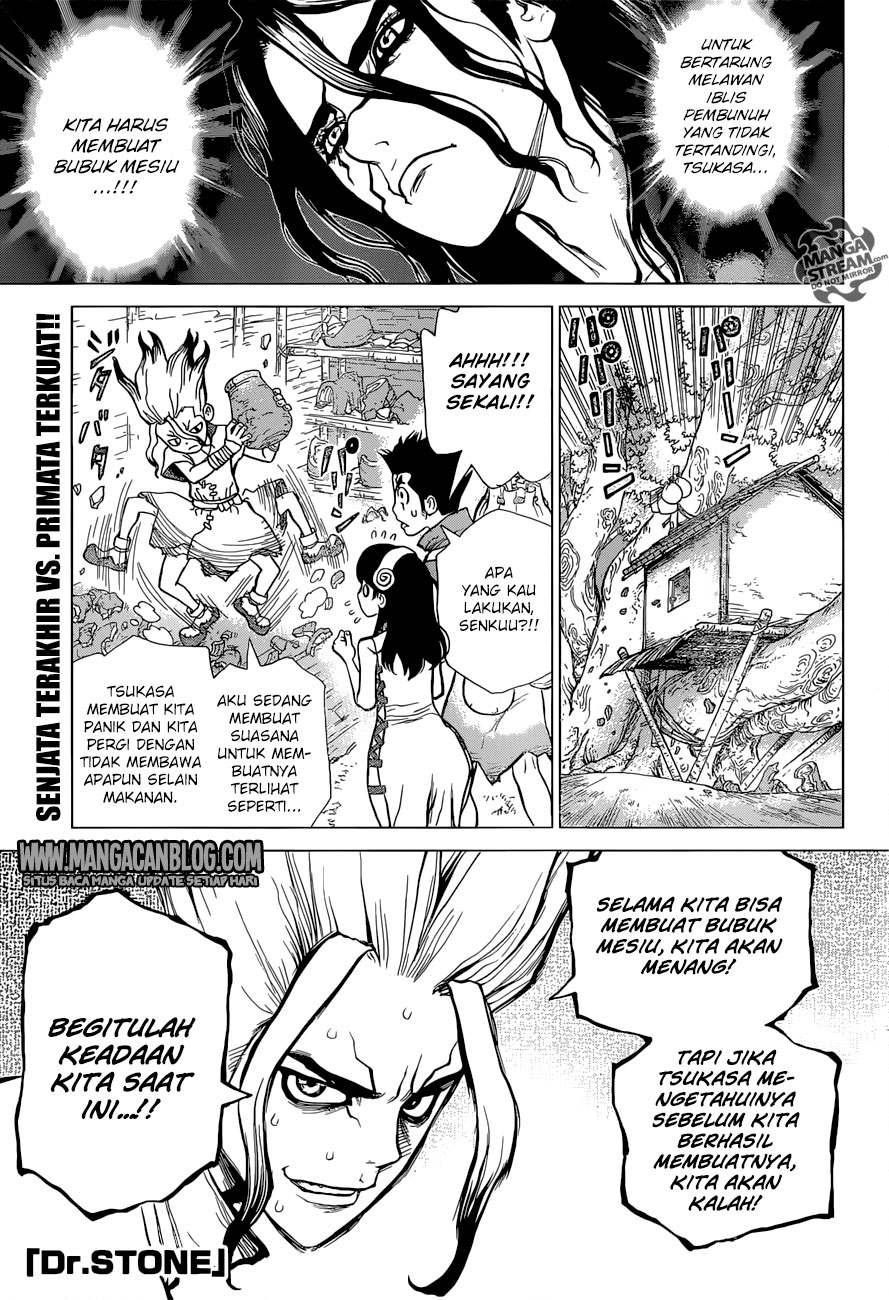 UNTUK
BERTARUNG
MELAWAN
IBLIS
PEMBUNUH
YANG TIDAK
TERTANDINGI,
TSUKASA...
KITA HARUS
MEMBUAT
BUBUK MESIU
...!!!
MANGA
STREAM.com
DO NOT MIRROR
AHHH!!!
SAYANG
SEKALI!!
APA
YANG KAU
LAKUKAN,
SENKUU?!!
AKU SEDANG
MEMBUAT
SUASANA
UNTUK MEM-
BUATNYA
TERLIHAT
SEPERTI...
TSUKASA
MEMBUAT KITA
PANIK DAN KITA
PERGI DENGAN
TIDAK MEMBAWA
APAPUN SELAIN
MAKANAN.
SENJATA TERAKHIR VS. PRIMATA TERKUAT!!
WWW.MANGACANBLOG.COM
SITUS BACA MANGA UPDATE SETIAP HARI
SELAMA KITA BISA
MEMBUAT BUBUK
MESIU, KITA AKAN
MENANG!
TAPI JIKA
TSUKASA ME-
NGETAHUINYA
SEBELUM KITA
BERHASIL
MEMBUATNYA,
KITA AKAN
KALAH!
BEGITULAH
KEADAAN
KITA SAAT
INI...!!
「Dr.STONE」